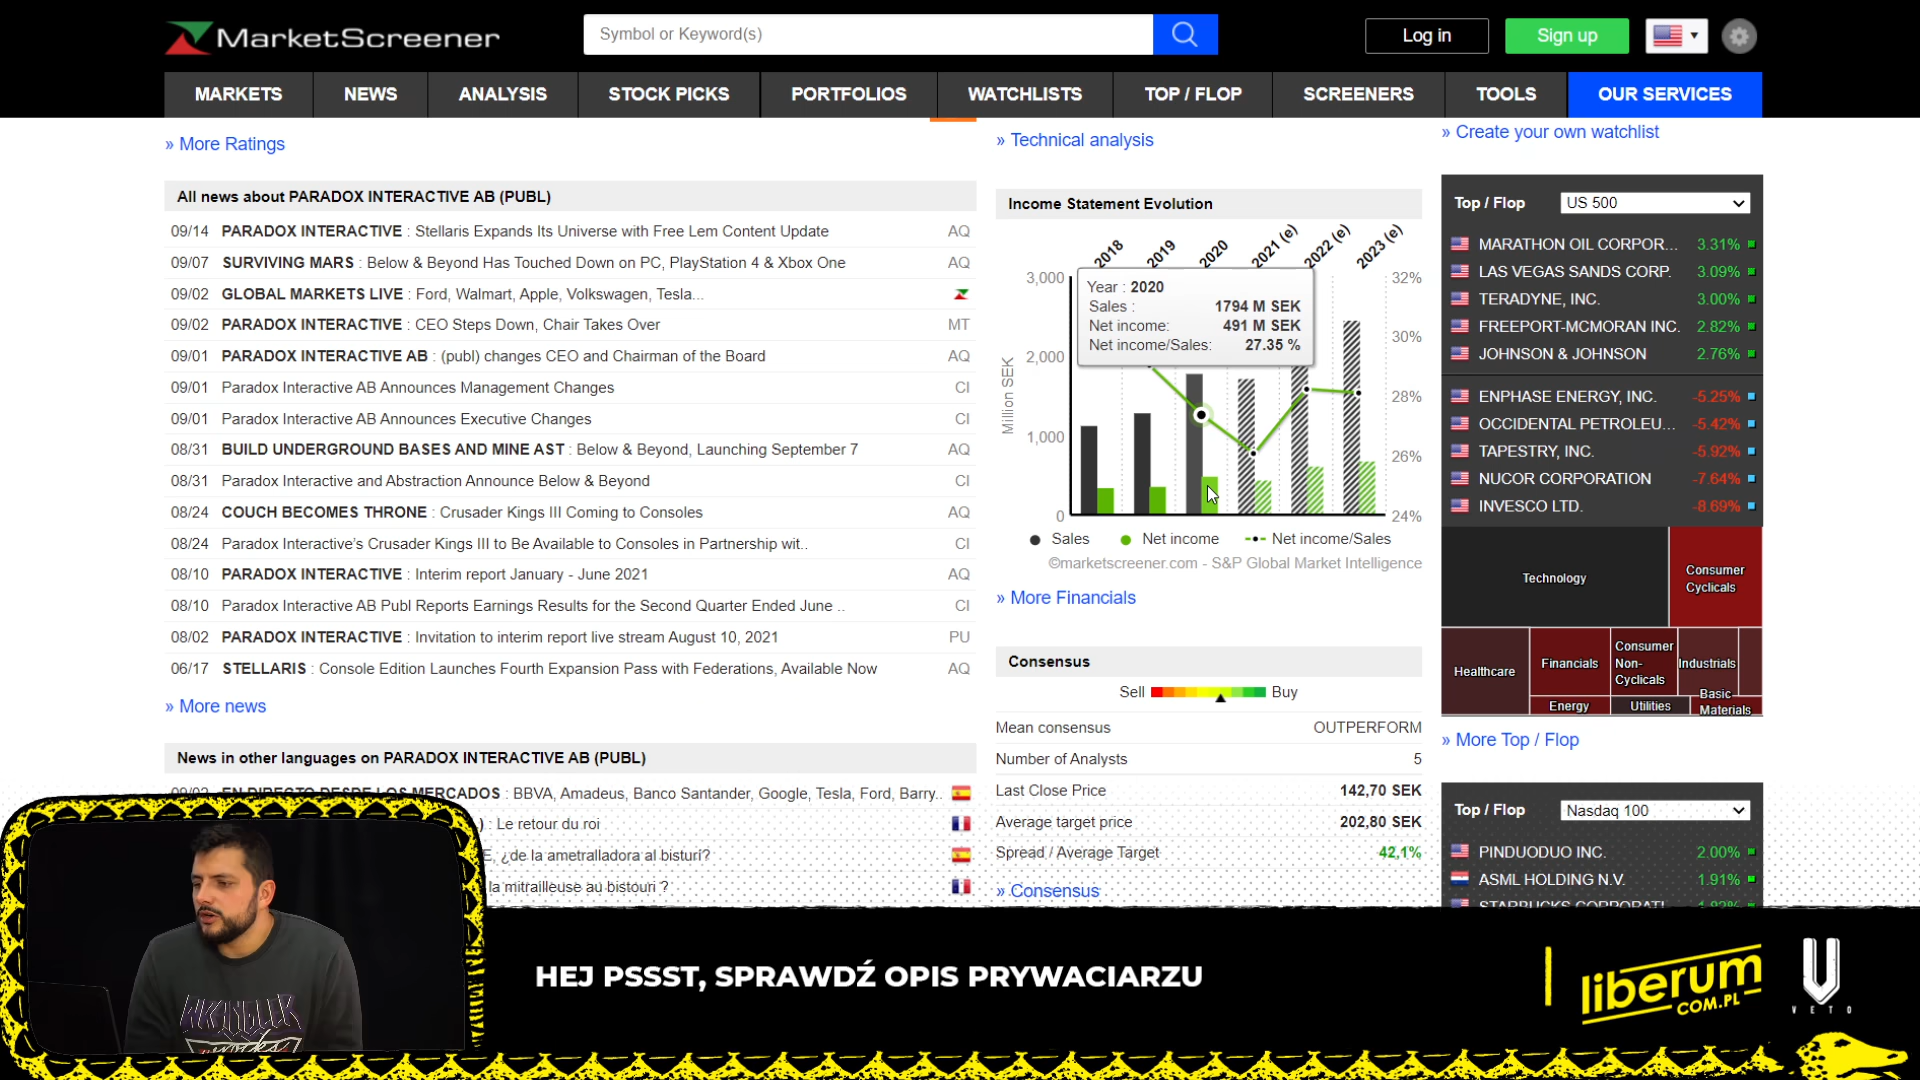 MarketScreener
Symbol or Keyword(s)
Log in
Sign up
MARKETS
NEWS
ANALYSIS
STOCK PICKS
PORTFOLIOS
WATCHLISTS
TOP / FLOP
SCREENERS
TOOLS
OUR SERVICES
» More Ratings
All news about PARADOX INTERACTIVE AB (PUBL)
09/14 PARADOX INTERACTIVE : Stellaris Expands Its Universe with Free Lem Content Update AQ
09/07 SURVIVING MARS : Below & Beyond Has Touched Down on PC, PlayStation 4 & Xbox One AQ
09/02 GLOBAL MARKETS LIVE : Ford, Walmart, Apple, Volkswagen, Tesla...
09/02 PARADOX INTERACTIVE : CEO Steps Down, Chair Takes Over MT
09/01 PARADOX INTERACTIVE AB : (publ) changes CEO and Chairman of the Board AQ
09/01 Paradox Interactive AB Announces Management Changes CI
09/01 Paradox Interactive AB Announces Executive Changes CI
08/31 BUILD UNDERGROUND BASES AND MINE AST : Below & Beyond, Launching September 7 AQ
08/31 Paradox Interactive and Abstraction Announce Below & Beyond CI
08/24 COUCH BECOMES THRONE : Crusader Kings III Coming to Consoles AQ
08/24 Paradox Interactive's Crusader Kings III to Be Available to Consoles in Partnership wit.. CI
08/10 PARADOX INTERACTIVE : Interim report January - June 2021 AQ
08/10 Paradox Interactive AB Publ Reports Earnings Results for the Second Quarter Ended June .. CI
08/02 PARADOX INTERACTIVE : Invitation to interim report live stream August 10, 2021 PU
06/17 STELLARIS : Console Edition Launches Fourth Expansion Pass with Federations, Available Now AQ
» More news
News in other languages on PARADOX INTERACTIVE AB (PUBL)
09/02 EN DIRECTO DESDE LOS MERCADOS : BBVA, Amadeus, Banco Santander, Google, Tesla, Ford, Barry..
) : Le retour du roi
E, ¿de la ametralladora al bisturí?
la mitrailleuse au bistouri ?
» Technical analysis
Income Statement Evolution
2018 2019 2020 2021 (e) 2022 (e) 2023 (e)
3,000
2,000
1,000
0
Million SEK
32%
30%
28%
26%
24%
Year : 2020
Sales : 1794 M SEK
Net income: 491 M SEK
Net income/Sales: 27.35 %
Sales Net income Net income/Sales
©marketscreener.com - S&P Global Market Intelligence
» More Financials
Consensus
Sell Buy
Mean consensus OUTPERFORM
Number of Analysts 5
Last Close Price 142,70 SEK
Average target price 202,80 SEK
Spread / Average Target 42,1%
» Consensus
» Create your own watchlist
Top / Flop US 500
MARATHON OIL CORPOR... 3.31%
LAS VEGAS SANDS CORP. 3.09%
TERADYNE, INC. 3.00%
FREEPORT-MCMORAN INC. 2.82%
JOHNSON & JOHNSON 2.76%
ENPHASE ENERGY, INC. -5.25%
OCCIDENTAL PETROLEU... -5.42%
TAPESTRY, INC. -5.92%
NUCOR CORPORATION -7.64%
INVESCO LTD. -8.69%
Technology
Consumer
Cyclicals
Healthcare
Financials
Consumer
Non-
Cyclicals
Industrials
Energy
Utilities
Basic
Materials
» More Top / Flop
Top / Flop Nasdaq 100
PINDUODUO INC. 2.00%
ASML HOLDING N.V. 1.91%
STARBUCKS CORPORATI... 1.82%
HEJ PSSST, SPRAWDŹ OPIS PRYWACIARZU
liberum
COM.PL
VETO